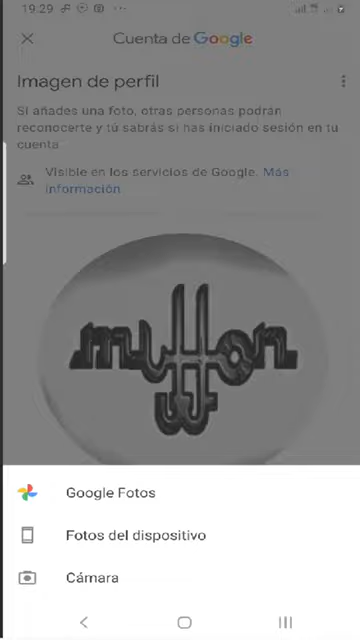 19:29
Cuenta de Google
Imagen de perfil
Si añades una foto, otras personas podrán
reconocerte y tú sabrás si has iniciado sesión en tu
cuenta.
Visible en los servicios de Google. Más
información
Google Fotos
Fotos del dispositivo
Cámara